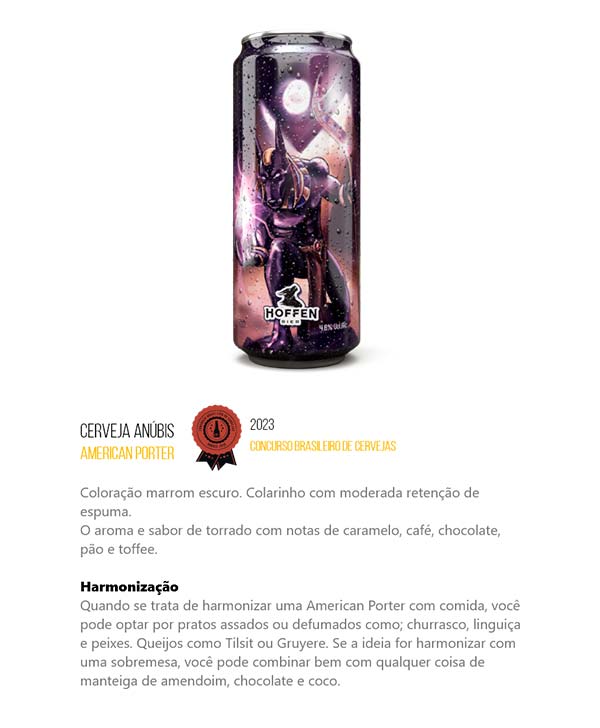 HOFFEN
BIER
4,8% Vol.Alc.
CERVEJA ANÚBIS
AMERICAN PORTER
2023
CONCURSO BRASILEIRO DE CERVEJAS
Coloração marrom escuro. Colarinho com moderada retenção de
espuma.
O aroma e sabor de torrado com notas de caramelo, café, chocolate,
pão e toffee.
Harmonização
Quando se trata de harmonizar uma American Porter com comida, você
pode optar por pratos assados ou defumados como; churrasco, linguiça
e peixes. Queijos como Tilsit ou Gruyere. Se a ideia for harmonizar com
uma sobremesa, você pode combinar bem com qualquer coisa de
manteiga de amendoim, chocolate e coco.